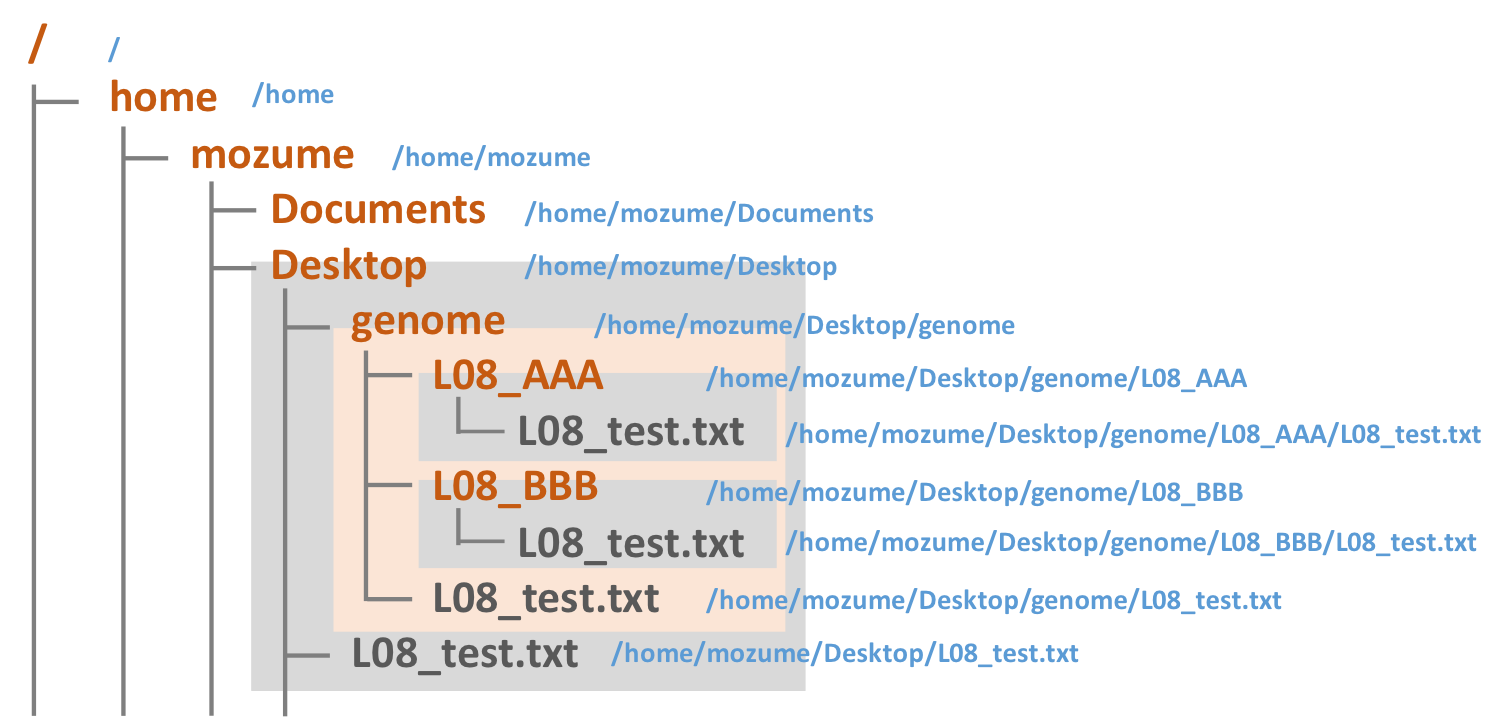 / /
home /home
mozume /home/mozume
Documents /home/mozume/Documents
Desktop /home/mozume/Desktop
genome /home/mozume/Desktop/genome
L08_AAA /home/mozume/Desktop/genome/L08_AAA
L08_test.txt /home/mozume/Desktop/genome/L08_AAA/L08_test.txt
L08_BBB /home/mozume/Desktop/genome/L08_BBB
L08_test.txt /home/mozume/Desktop/genome/L08_BBB/L08_test.txt
L08_test.txt /home/mozume/Desktop/genome/L08_test.txt
L08_test.txt /home/mozume/Desktop/L08_test.txt